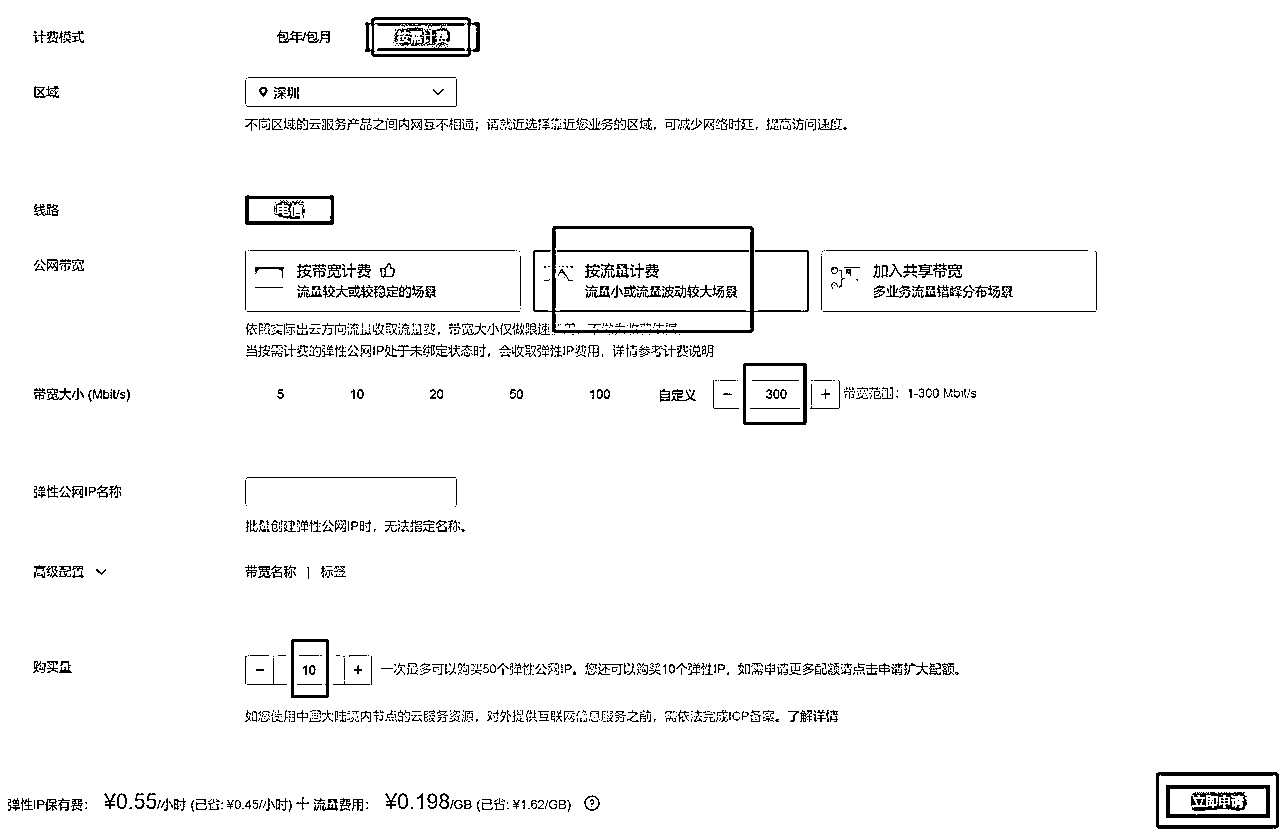 计费模式 包年/包月 按需计费
区域 深圳
不同区域的云服务产品之间内网互不相通；请就近选择靠近您业务的区域，可减少网络时延，提高访问速度。
线路 电信
公网带宽 按带宽计费 按流量计费 加入共享带宽
流量较大或较稳定的场景 流量小或流量波动较大场景 多业务流量错峰分布场景
依照实际出云方向流量收取流量费，带宽大小仅做限速
当按需计费的弹性公网IP处于未绑定状态时，会收取弹性IP费用，详情参考计费说明
带宽大小 (Mbit/s) 5 10 20 50 100 自定义 − 300 + 带宽范围：1-300 Mbit/s
弹性公网IP名称
批量创建弹性公网IP时，无法指定名称。
高级配置 带宽名称 | 标签
购买量 − 10 + 一次最多可以购买50个弹性公网IP。您还可以购买10个弹性IP，如需申请更多配额请点击申请扩大配额。
如您使用中国大陆境内节点的云服务资源，对外提供互联网信息服务之前，需依法完成ICP备案。了解详情
弹性IP保有费： ¥0.55/小时 (已省: ¥0.45/小时) + 流量费用： ¥0.198/GB (已省: ¥1.62/GB) ?
立即申请